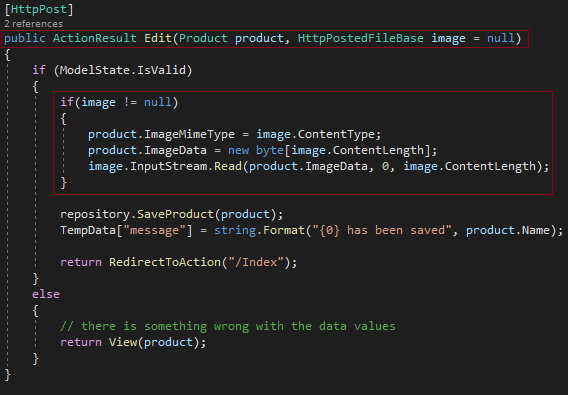 [HttpPost]
2 references
public ActionResult Edit(Product product, HttpPostedFileBase image = null)
{
    if (ModelState.IsValid)
    {
        if(image != null)
        {
            product.ImageMimeType = image.ContentType;
            product.ImageData = new byte[image.ContentLength];
            image.InputStream.Read(product.ImageData, 0, image.ContentLength);
        }

        repository.SaveProduct(product);
        TempData["message"] = string.Format("{0} has been saved", product.Name);

        return RedirectToAction("/Index");
    }
    else
    {
        // there is something wrong with the data values
        return View(product);
    }
}